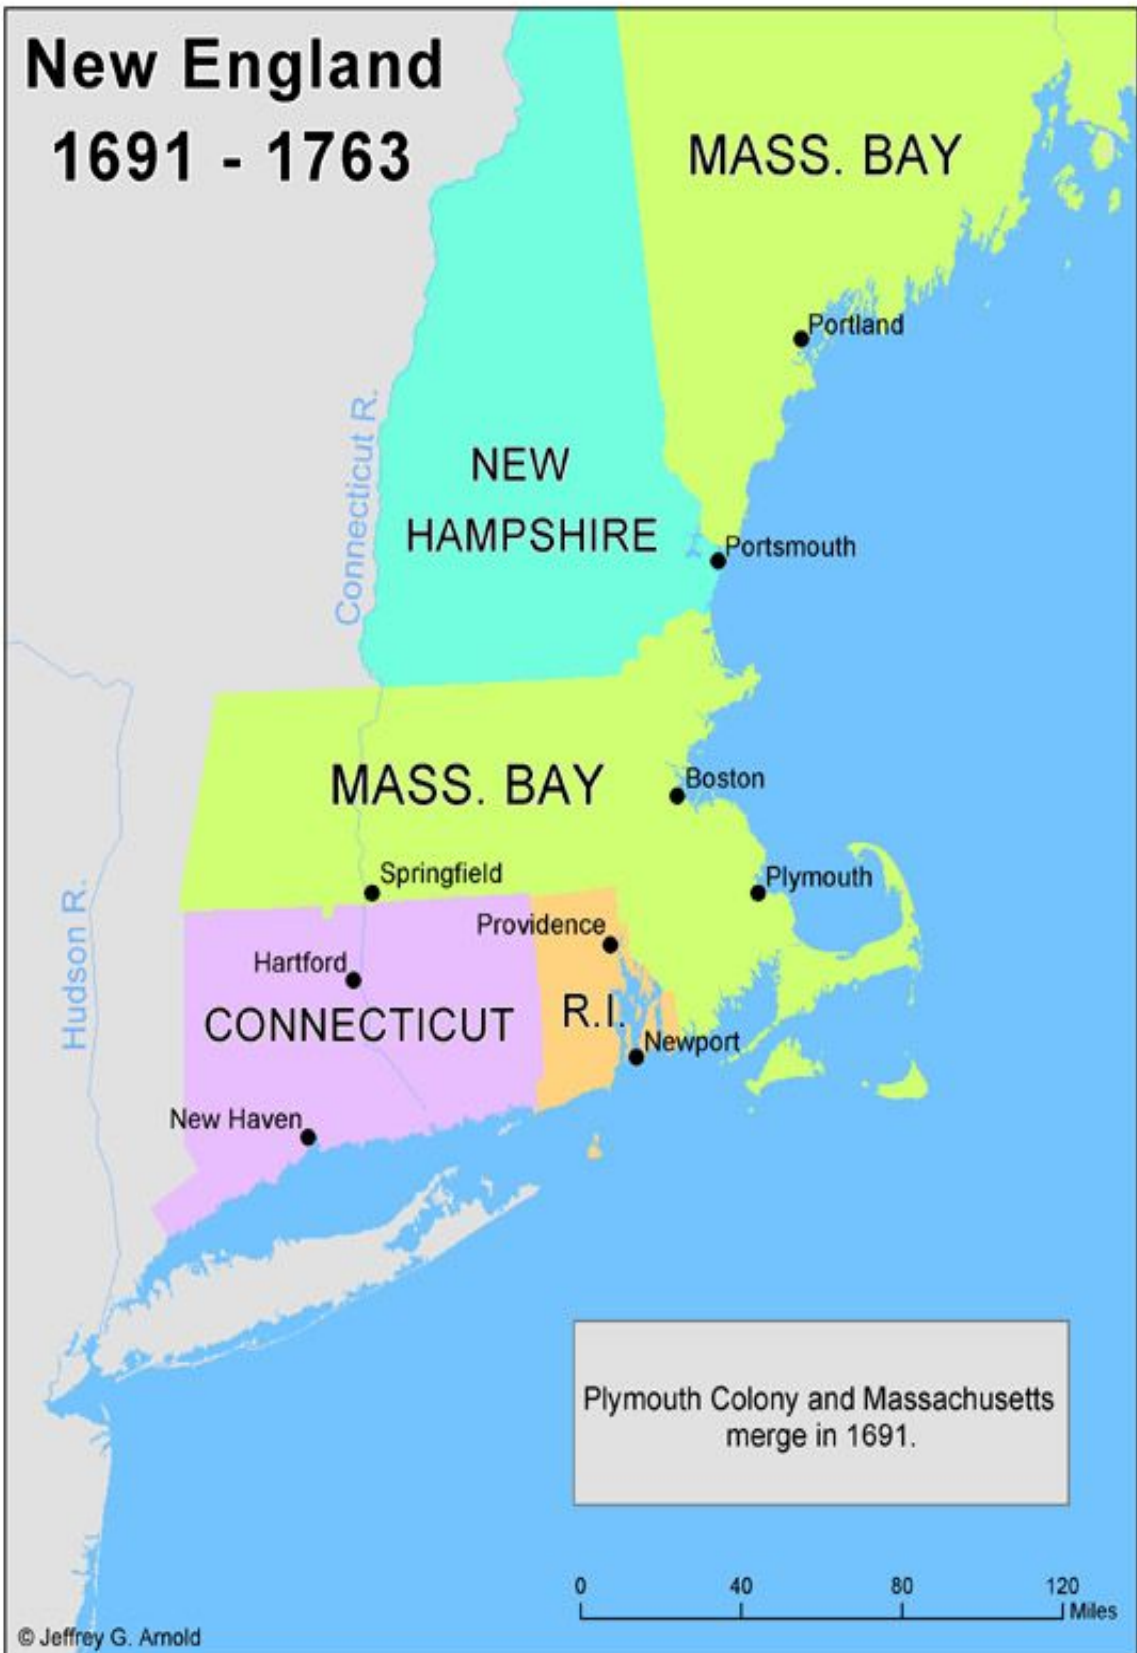 New England
1691 - 1763
MASS. BAY
Portland
Connecticut R.
NEW
HAMPSHIRE
Portsmouth
MASS. BAY
Boston
Springfield
Plymouth
Hudson R.
Providence
Hartford
R.I.
CONNECTICUT
Newport
New Haven
Plymouth Colony and Massachusetts
merge in 1691.
0 40 80 120
Miles
© Jeffrey G. Arnold